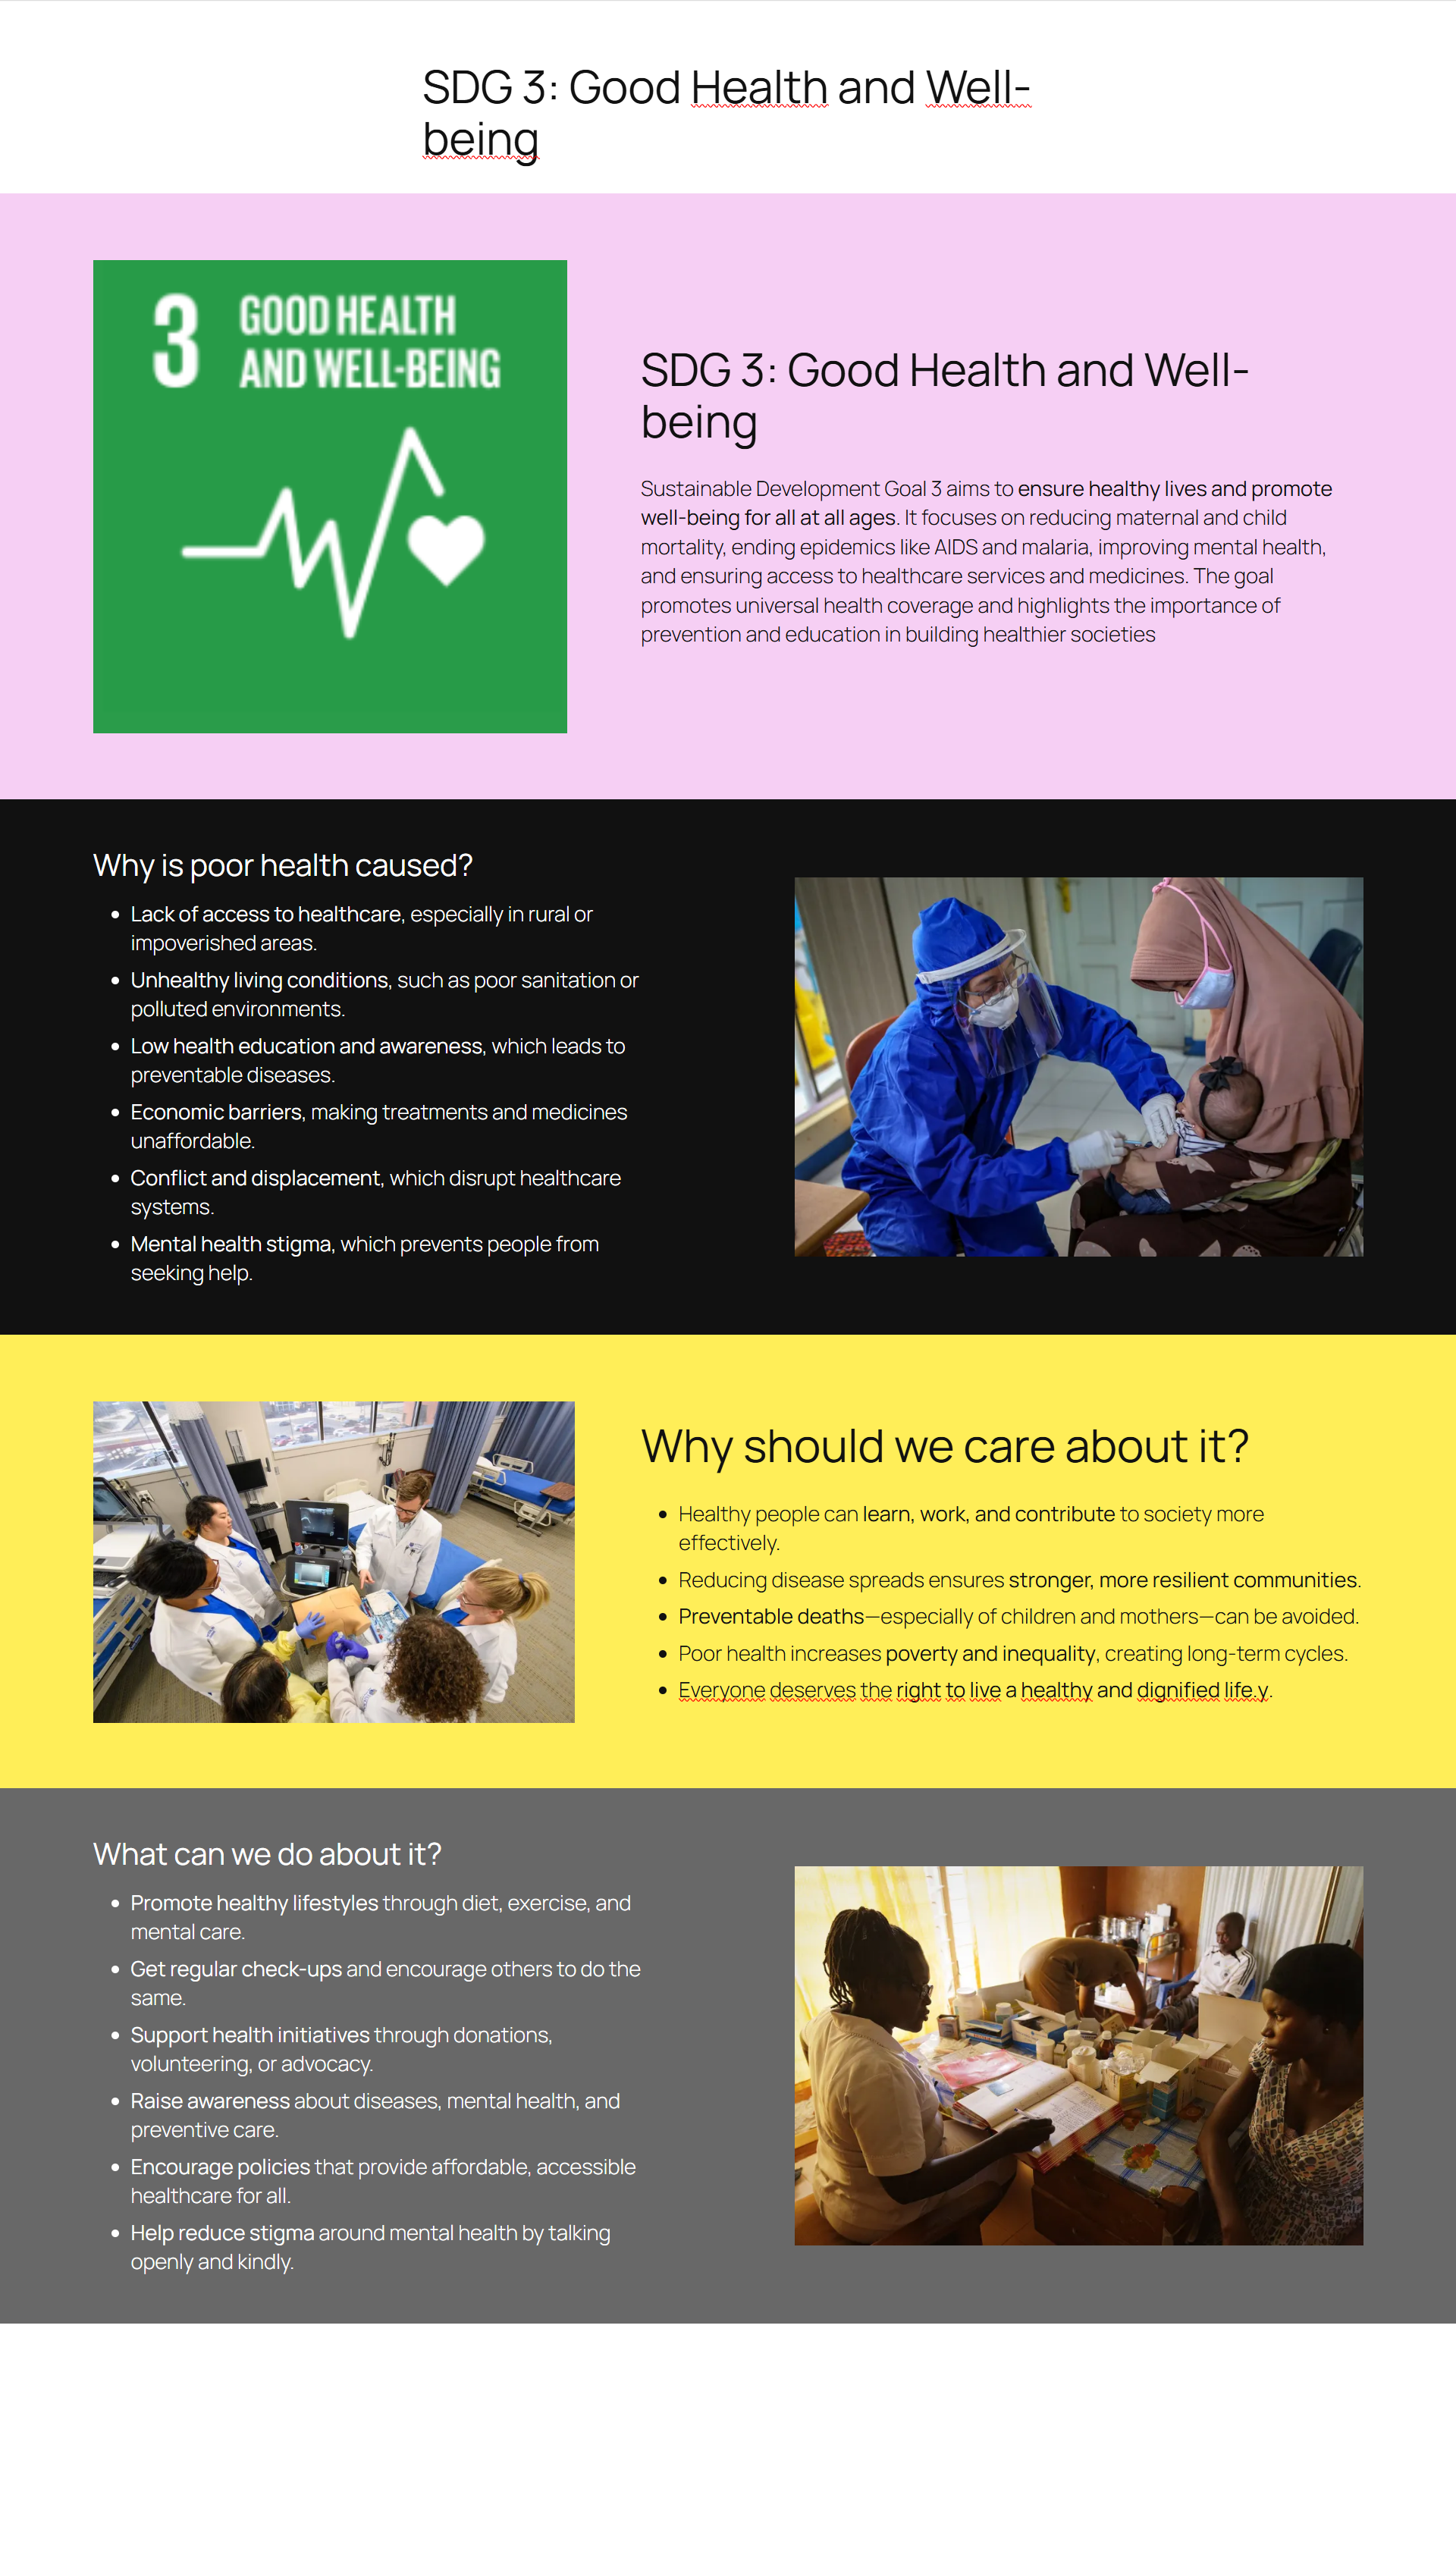 SDG 3: Good Health and Well-
being
3 GOOD HEALTH
AND WELL-BEING
SDG 3: Good Health and Well-
being
Sustainable Development Goal 3 aims to ensure healthy lives and promote
well-being for all at all ages. It focuses on reducing maternal and child
mortality, ending epidemics like AIDS and malaria, improving mental health,
and ensuring access to healthcare services and medicines. The goal
promotes universal health coverage and highlights the importance of
prevention and education in building healthier societies
Why is poor health caused?
• Lack of access to healthcare, especially in rural or
impoverished areas.
• Unhealthy living conditions, such as poor sanitation or
polluted environments.
• Low health education and awareness, which leads to
preventable diseases.
• Economic barriers, making treatments and medicines
unaffordable.
• Conflict and displacement, which disrupt healthcare
systems.
• Mental health stigma, which prevents people from
seeking help.
Why should we care about it?
• Healthy people can learn, work, and contribute to society more
effectively.
• Reducing disease spreads ensures stronger, more resilient communities.
• Preventable deaths—especially of children and mothers—can be avoided.
• Poor health increases poverty and inequality, creating long-term cycles.
• Everyone deserves the right to live a healthy and dignified life.y.
What can we do about it?
• Promote healthy lifestyles through diet, exercise, and
mental care.
• Get regular check-ups and encourage others to do the
same.
• Support health initiatives through donations,
volunteering, or advocacy.
• Raise awareness about diseases, mental health, and
preventive care.
• Encourage policies that provide affordable, accessible
healthcare for all.
• Help reduce stigma around mental health by talking
openly and kindly.